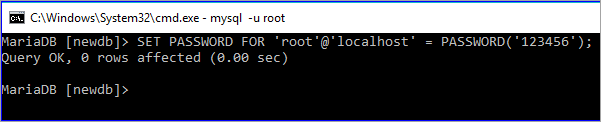 C:\Windows\System32\cmd.exe - mysql  -u root
MariaDB [newdb]> SET PASSWORD FOR 'root'@'localhost' = PASSWORD('123456');
Query OK, 0 rows affected (0.00 sec)
MariaDB [newdb]>